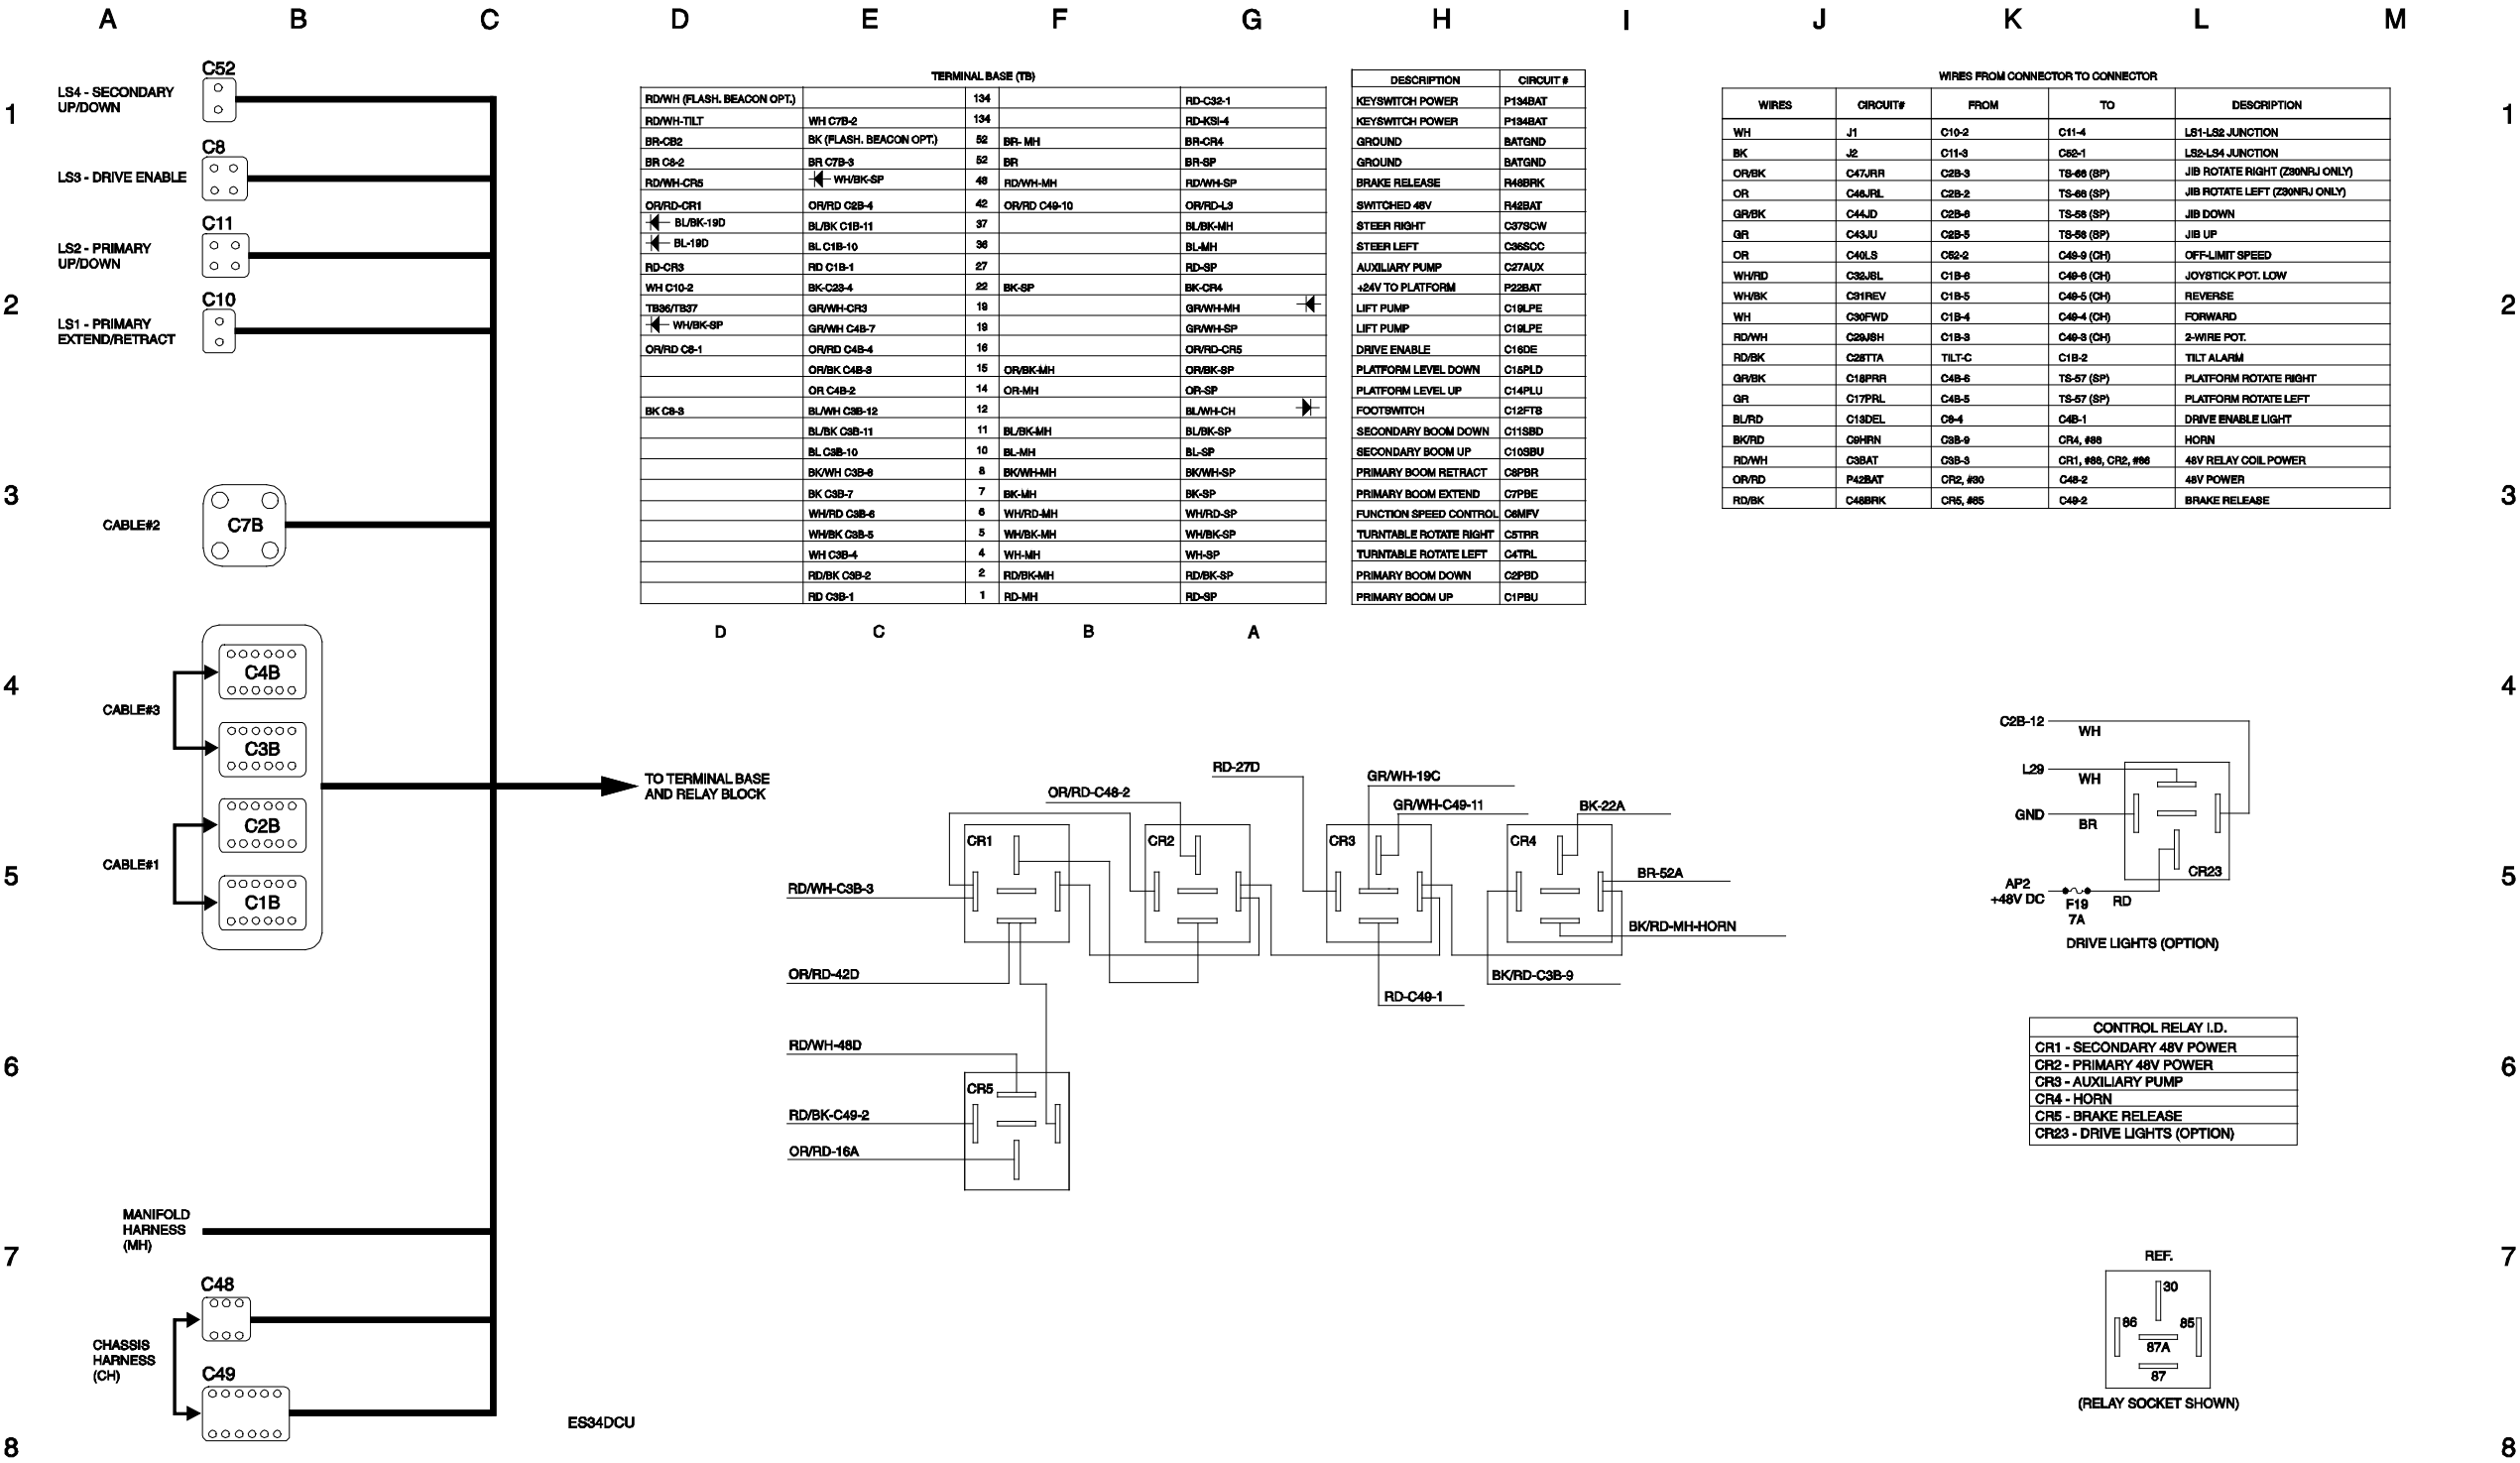 A B C D E F G H I J K L M
1 1
2 2
3 3
4 4
5 5
6 6
7 7
8 8
C52
LS4 - SECONDARY
UP/DOWN
C8
LS3 - DRIVE ENABLE
C11
LS2 - PRIMARY
UP/DOWN
C10
LS1 - PRIMARY
EXTEND/RETRACT
CABLE#2
C7B
C4B
CABLE#3
C3B
C2B
CABLE#1
C1B
TO TERMINAL BASE
AND RELAY BLOCK
MANIFOLD
HARNESS
(MH)
C48
CHASSIS
HARNESS
(CH)
C49
ES34DCU
TERMINAL BASE (TB)
RD/WH (FLASH. BEACON OPT.) 134 RD-C32-1
RD/WH-TILT WH C7B-2 134 RD-KSI-4
BR-CB2 BK (FLASH. BEACON OPT.) 52 BR- MH BR-CR4
BR C8-2 BR C7B-3 52 BR BR-SP
RD/WH-CR5 WH/BK-SP 48 RD/WH-MH RD/WH-SP
OR/RD-CR1 OR/RD C2B-4 42 OR/RD C49-10 OR/RD-L3
BL/BK-19D BL/BK C1B-11 37 BL/BK-MH
BL-19D BL C1B-10 36 BL-MH
RD-CR3 RD C1B-1 27 RD-SP
WH C10-2 BK-C23-4 22 BK-SP BK-CR4
TB36/TB37 GR/WH-CR3 19 GR/WH-MH
WH/BK-SP GR/WH C4B-7 19 GR/WH-SP
OR/RD C8-1 OR/RD C4B-4 16 OR/RD-CR5
OR/BK C4B-3 15 OR/BK-MH OR/BK-SP
OR C4B-2 14 OR-MH OR-SP
BK C8-3 BL/WH C3B-12 12 BL/WH-CH
BL/BK C3B-11 11 BL/BK-MH BL/BK-SP
BL C3B-10 10 BL-MH BL-SP
BK/WH C3B-8 8 BK/WH-MH BK/WH-SP
BK C3B-7 7 BK-MH BK-SP
WH/RD C3B-6 6 WH/RD-MH WH/RD-SP
WH/BK C3B-5 5 WH/BK-MH WH/BK-SP
WH C3B-4 4 WH-MH WH-SP
RD/BK C3B-2 2 RD/BK-MH RD/BK-SP
RD C3B-1 1 RD-MH RD-SP
D C B A
DESCRIPTION CIRCUIT #
KEYSWITCH POWER P134BAT
KEYSWITCH POWER P134BAT
GROUND BATGND
GROUND BATGND
BRAKE RELEASE R48BRK
SWITCHED 48V R42BAT
STEER RIGHT C37SCW
STEER LEFT C36SCC
AUXILIARY PUMP C27AUX
+24V TO PLATFORM P22BAT
LIFT PUMP C19LPE
LIFT PUMP C19LPE
DRIVE ENABLE C16DE
PLATFORM LEVEL DOWN C15PLD
PLATFORM LEVEL UP C14PLU
FOOTSWITCH C12FTS
SECONDARY BOOM DOWN C11SBD
SECONDARY BOOM UP C10SBU
PRIMARY BOOM RETRACT C8PBR
PRIMARY BOOM EXTEND C7PBE
FUNCTION SPEED CONTROL C6MFV
TURNTABLE ROTATE RIGHT C5TRR
TURNTABLE ROTATE LEFT C4TRL
PRIMARY BOOM DOWN C2PBD
PRIMARY BOOM UP C1PBU
WIRES FROM CONNECTOR TO CONNECTOR
WIRES CIRCUIT# FROM TO DESCRIPTION
WH J1 C10-2 C11-4 LS1-LS2 JUNCTION
BK J2 C11-3 C52-1 LS2-LS4 JUNCTION
OR/BK C47JRR C2B-3 TS-66 (SP) JIB ROTATE RIGHT (Z30NRJ ONLY)
OR C46JRL C2B-2 TS-66 (SP) JIB ROTATE LEFT (Z30NRJ ONLY)
GR/BK C44JD C2B-6 TS-56 (SP) JIB DOWN
GR C43JU C2B-5 TS-56 (SP) JIB UP
OR C40LS C52-2 C49-9 (CH) OFF-LIMIT SPEED
WH/RD C32JSL C1B-6 C49-6 (CH) JOYSTICK POT. LOW
WH/BK C31REV C1B-5 C49-5 (CH) REVERSE
WH C30FWD C1B-4 C49-4 (CH) FORWARD
RD/WH C29JSH C1B-3 C49-3 (CH) 2-WIRE POT.
RD/BK C28TTA TILT-C C1B-2 TILT ALARM
GR/BK C18PRR C4B-6 TS-57 (SP) PLATFORM ROTATE RIGHT
GR C17PRL C4B-5 TS-57 (SP) PLATFORM ROTATE LEFT
BL/RD C13DEL C8-4 C4B-1 DRIVE ENABLE LIGHT
BK/RD C9HRN C3B-9 CR4, #86 HORN
RD/WH C3BAT C3B-3 CR1, #86, CR2, #86 48V RELAY COIL POWER
OR/RD P42BAT CR2, #30 C48-2 48V POWER
RD/BK C48BRK CR5, #85 C49-2 BRAKE RELEASE
RD-27D
GR/WH-19C
OR/RD-C48-2
GR/WH-C49-11
BK-22A
CR1 CR2 CR3 CR4
RD/WH-C3B-3
BR-52A
BK/RD-MH-HORN
OR/RD-42D
BK/RD-C3B-9
RD-C49-1
RD/WH-48D
CR5
RD/BK-C49-2
OR/RD-16A
C2B-12
WH
L29
WH
GND
BR
CR23
AP2
+48V DC
F19
7A
RD
DRIVE LIGHTS (OPTION)
CONTROL RELAY I.D.
CR1 - SECONDARY 48V POWER
CR2 - PRIMARY 48V POWER
CR3 - AUXILIARY PUMP
CR4 - HORN
CR5 - BRAKE RELEASE
CR23 - DRIVE LIGHTS (OPTION)
REF.
30
86 85
87A
87
(RELAY SOCKET SHOWN)